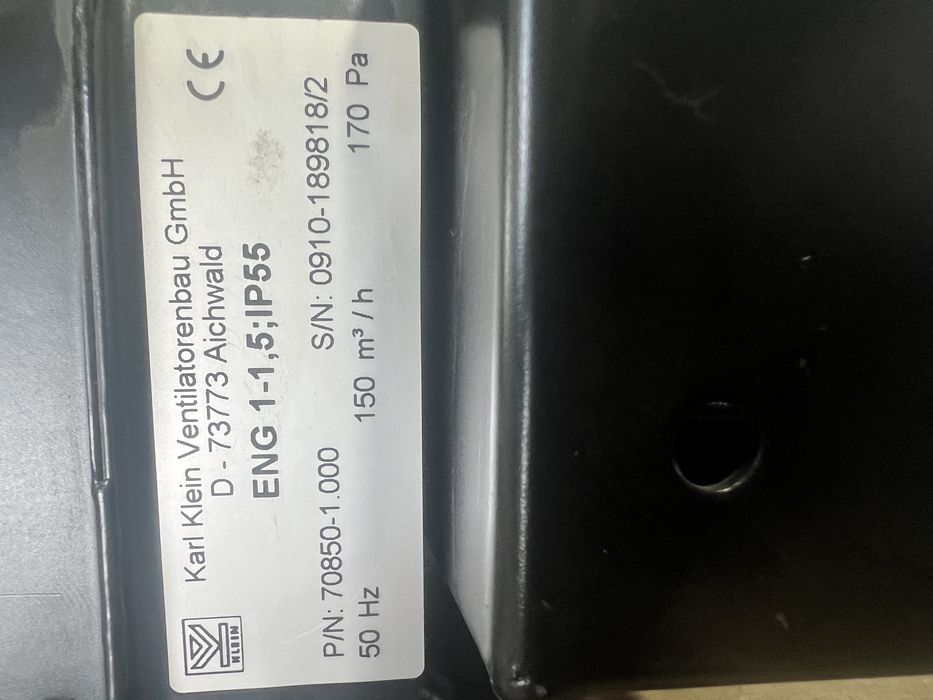 Karl Klein Ventilatorenbau GmbH
D - 73773 Aichwald
CE
KLEIN
ENG 1-1,5;IP55
P/N: 70850-1.000 S/N: 0910-189818/2
50 Hz 150 m³ / h 170 Pa